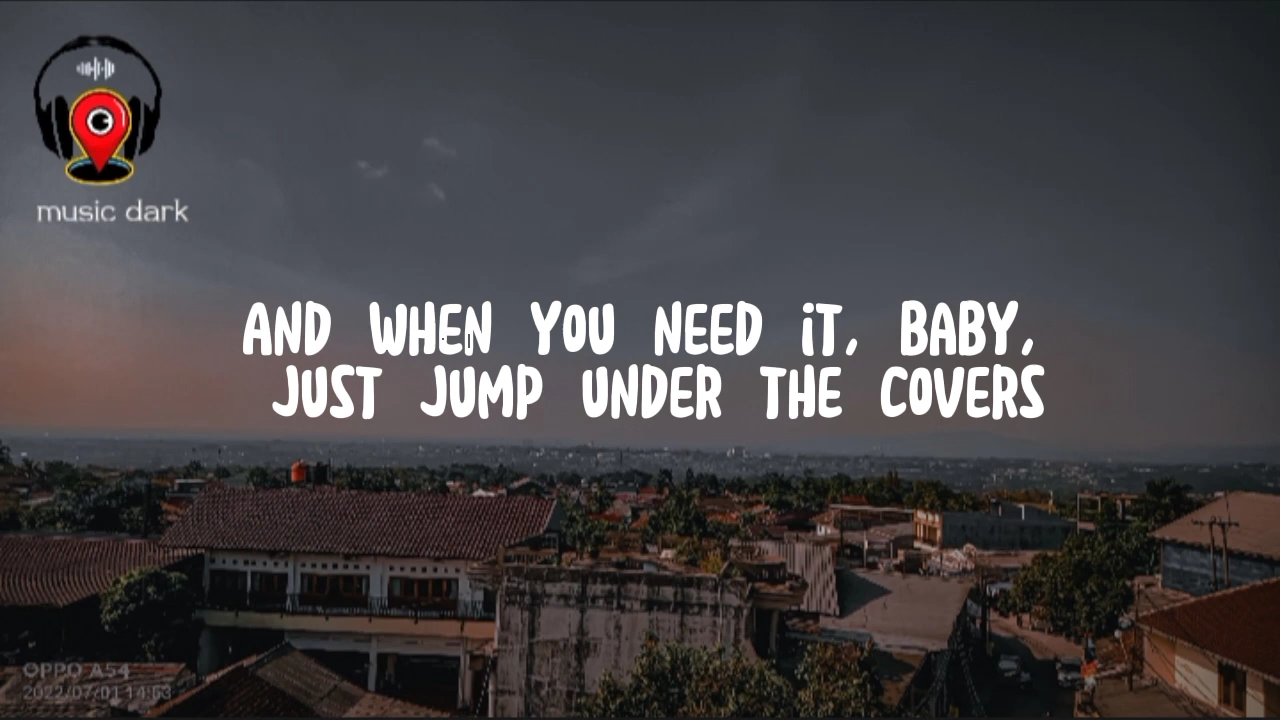 music dark
AND WHEN YOU NEED iT, BABY,
JUST JUMP UNDER THE COVERS
OPPO A54
2022/07/01 14:53